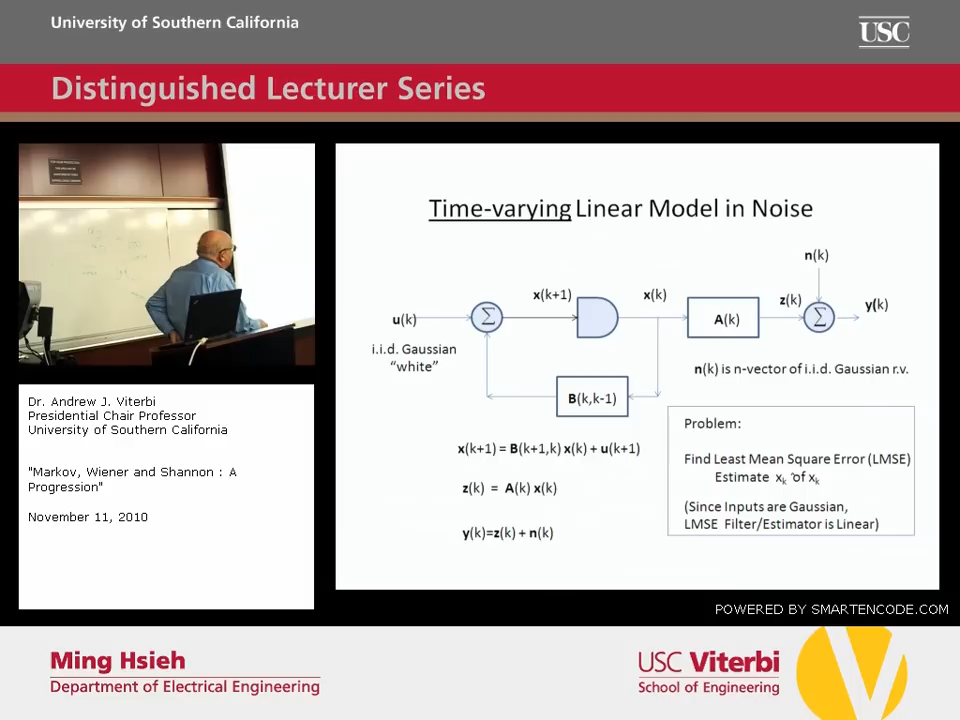 University of Southern California
USC
Distinguished Lecturer Series
Dr. Andrew J. Viterbi
Presidential Chair Professor
University of Southern California
"Markov, Wiener and Shannon : A
Progression"
November 11, 2010
Time-varying Linear Model in Noise
n(k)
x(k+1)
x(k)
z(k)
y(k)
u(k)
Σ
A(k)
Σ
i.i.d. Gaussian
"white"
n(k) is n-vector of i.i.d. Gaussian r.v.
B(k,k-1)
x(k+1) = B(k+1,k) x(k) + u(k+1)
z(k) = A(k) x(k)
y(k)=z(k) + n(k)
Problem:
Find Least Mean Square Error (LMSE)
Estimate xₖ ̂ of xₖ
(Since Inputs are Gaussian,
LMSE Filter/Estimator is Linear)
POWERED BY SMARTENCODE.COM
Ming Hsieh
Department of Electrical Engineering
USC Viterbi
School of Engineering